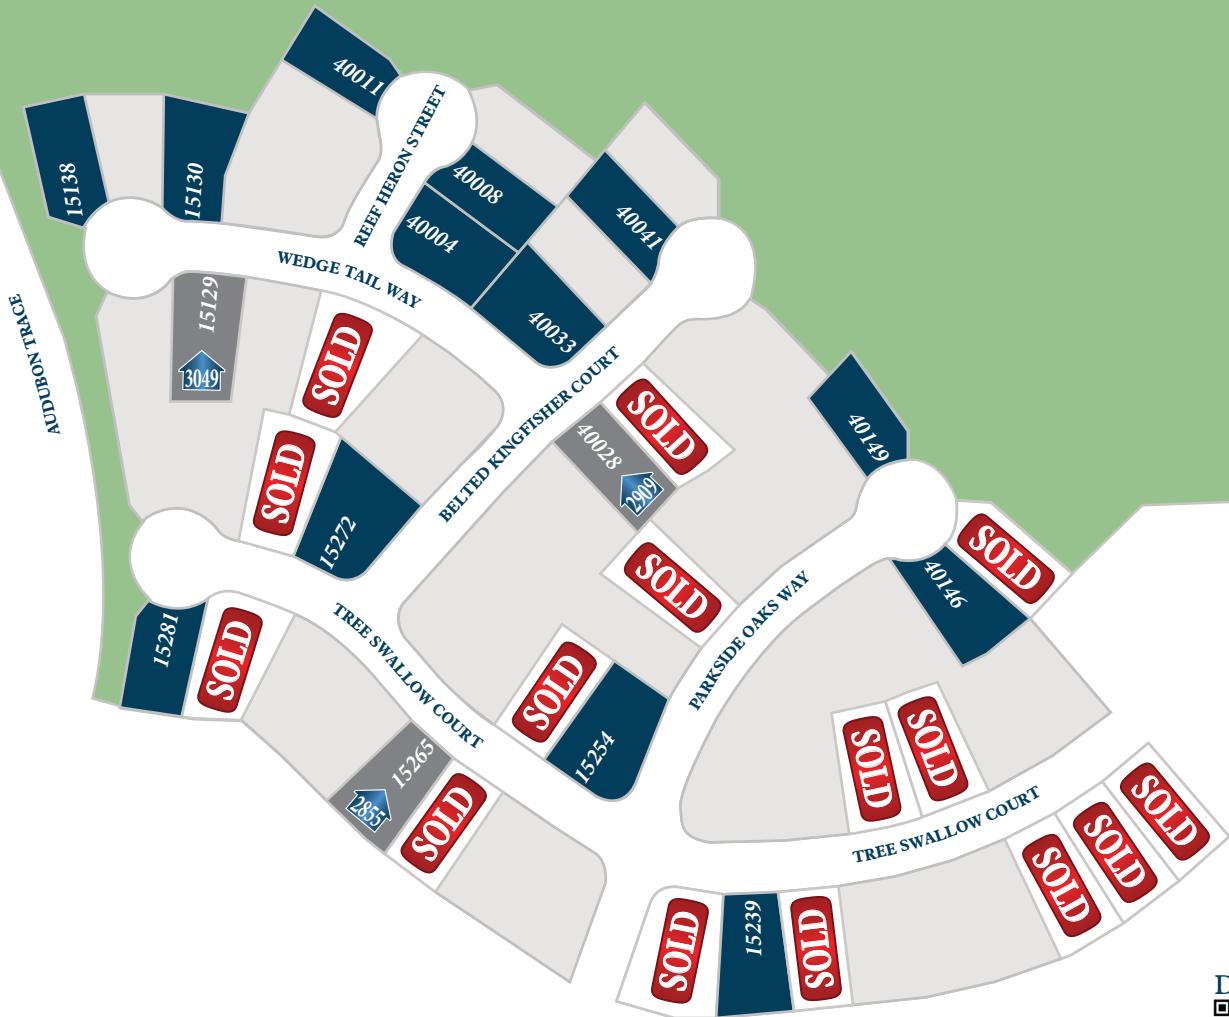 40011
REEF HERON STREET
15138
15130
40008
40004
40041
WEDGE TAIL WAY
40033
AUDUBON TRACE
15129
3049
SOLD
BELTED KINGFISHER COURT
SOLD
40028
2909
40149
SOLD
15272
SOLD
SOLD
40146
PARKSIDE OAKS WAY
15281
SOLD
TREE SWALLOW COURT
SOLD
15254
15265
2855
SOLD
SOLD
SOLD
TREE SWALLOW COURT
SOLD
SOLD
SOLD
SOLD
15239
SOLD
D